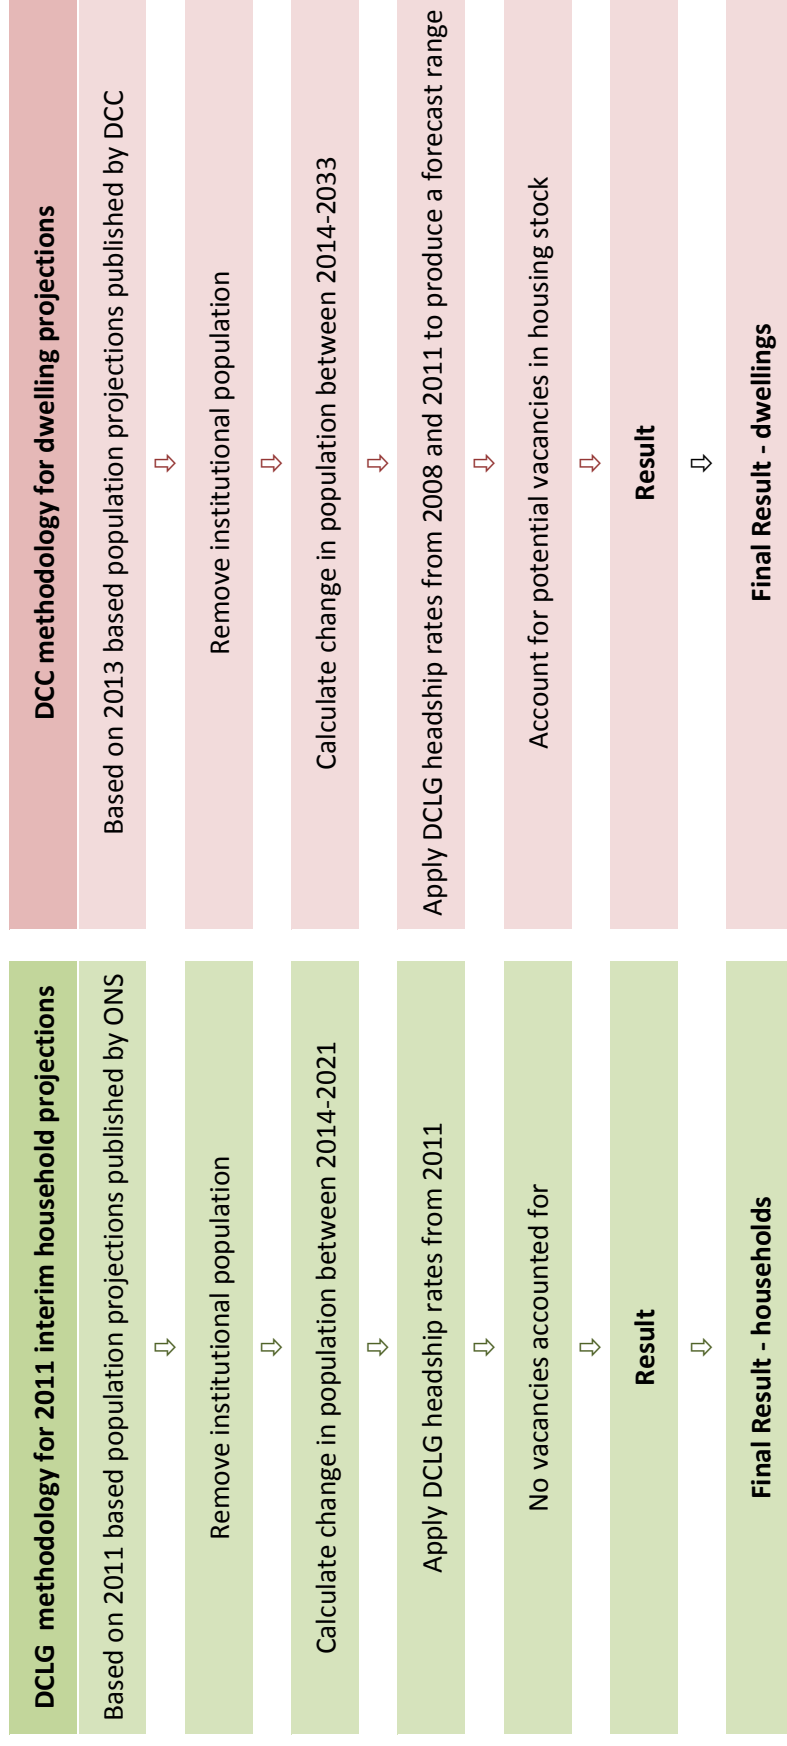 DCLG  methodology for 2011 interim household projections
Based on 2011 based population projections published by ONS
⇩
Remove institutional population
⇩
Calculate change in population between 2014-2021
⇩
Apply DCLG headship rates from 2011
⇩
No vacancies accounted for
⇩
Result
⇩
Final Result - households
DCC methodology for dwelling projections
Based on 2013 based population projections published by DCC
⇩
Remove institutional population
⇩
Calculate change in population between 2014-2033
⇩
Apply DCLG headship rates from 2008 and 2011 to produce a forecast range
⇩
Account for potential vacancies in housing stock
⇩
Result
⇩
Final Result - dwellings